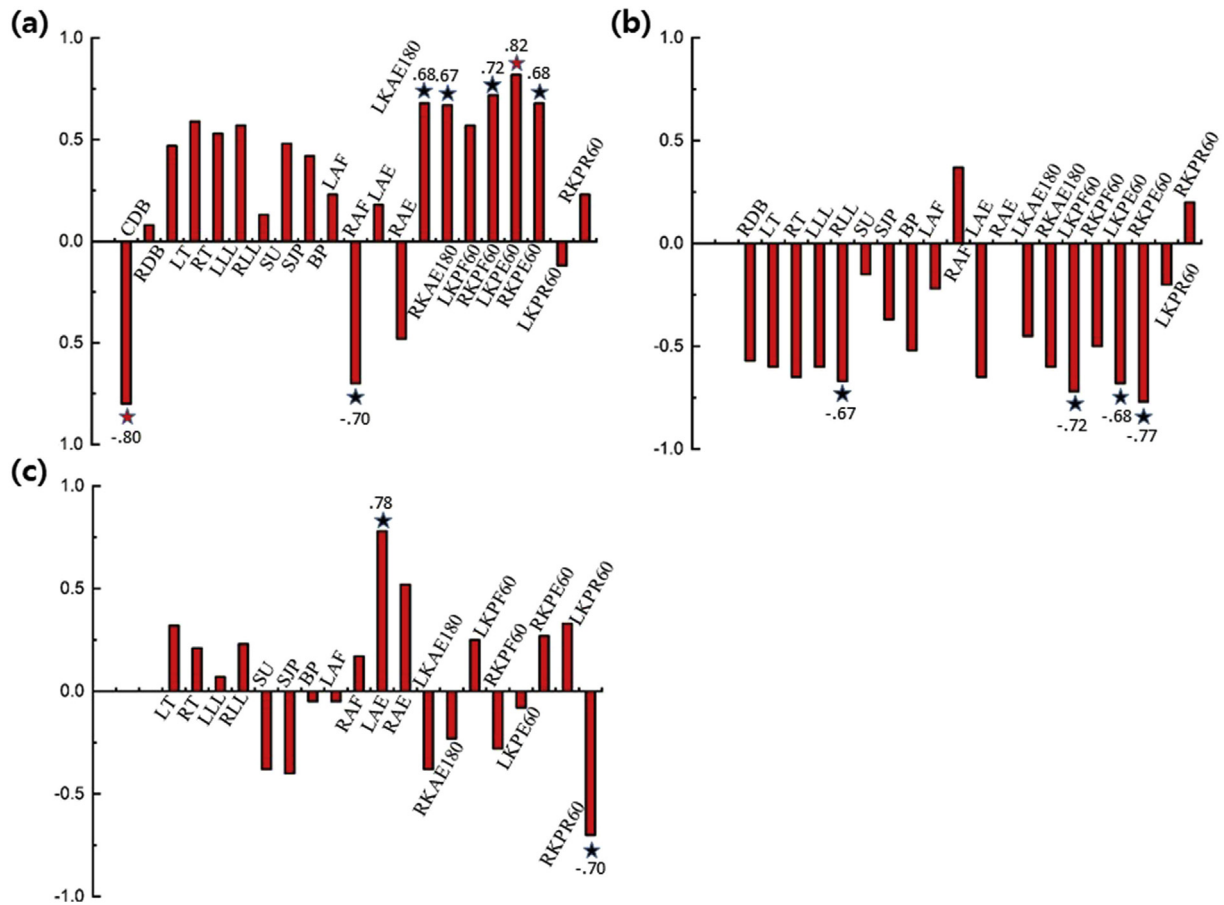 (a)
1.0
0.5
0.0
0.5
1.0
CDB
RDB
LT
RT
LLL
RLL
SU
SJP
BP
LAF
RAF
LAE
RAE
LKAE180
RKAE180
LKPF60
RKPF60
LKPE60
RKPE60
LKPR60
RKPR60
-.80
-.70
.68
.67
.72
.82
.68
(b)
1.0
0.5
0.0
-0.5
-1.0
RDB
LT
RT
LLL
RLL
SU
SJP
BP
LAF
RAF
LAE
RAE
LKAE180
RKAE180
LKPF60
RKPF60
LKPE60
RKPE60
LKPR60
RKPR60
-.67
-.72
-.68
-.77
(c)
1.0
0.5
0.0
-0.5
-1.0
LT
RT
LLL
RLL
SU
SJP
BP
LAF
RAF
LAE
RAE
LKAE180
RKAE180
LKPF60
RKPF60
LKPE60
RKPE60
LKPR60
RKPR60
.78
-.70